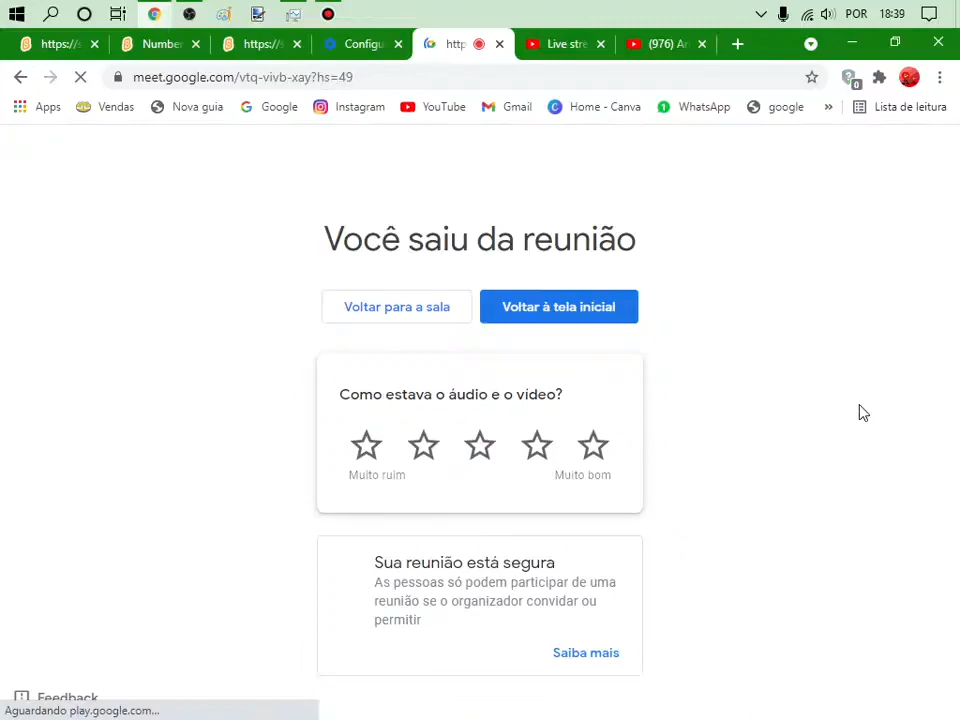 POR 18:39
https://s
Number
https://s
Configu
http
Live stre
(976) A
meet.google.com/vtq-vivb-xay?hs=49
0
Apps Vendas Nova guia Google Instagram YouTube Gmail Home - Canva WhatsApp google » Lista de leitura
Você saiu da reunião
Voltar para a sala Voltar à tela inicial
Como estava o áudio e o vídeo?
Muito ruim Muito bom
Sua reunião está segura
As pessoas só podem participar de uma
reunião se o organizador convidar ou
permitir
Saiba mais
Feedback
Aguardando play.google.com...